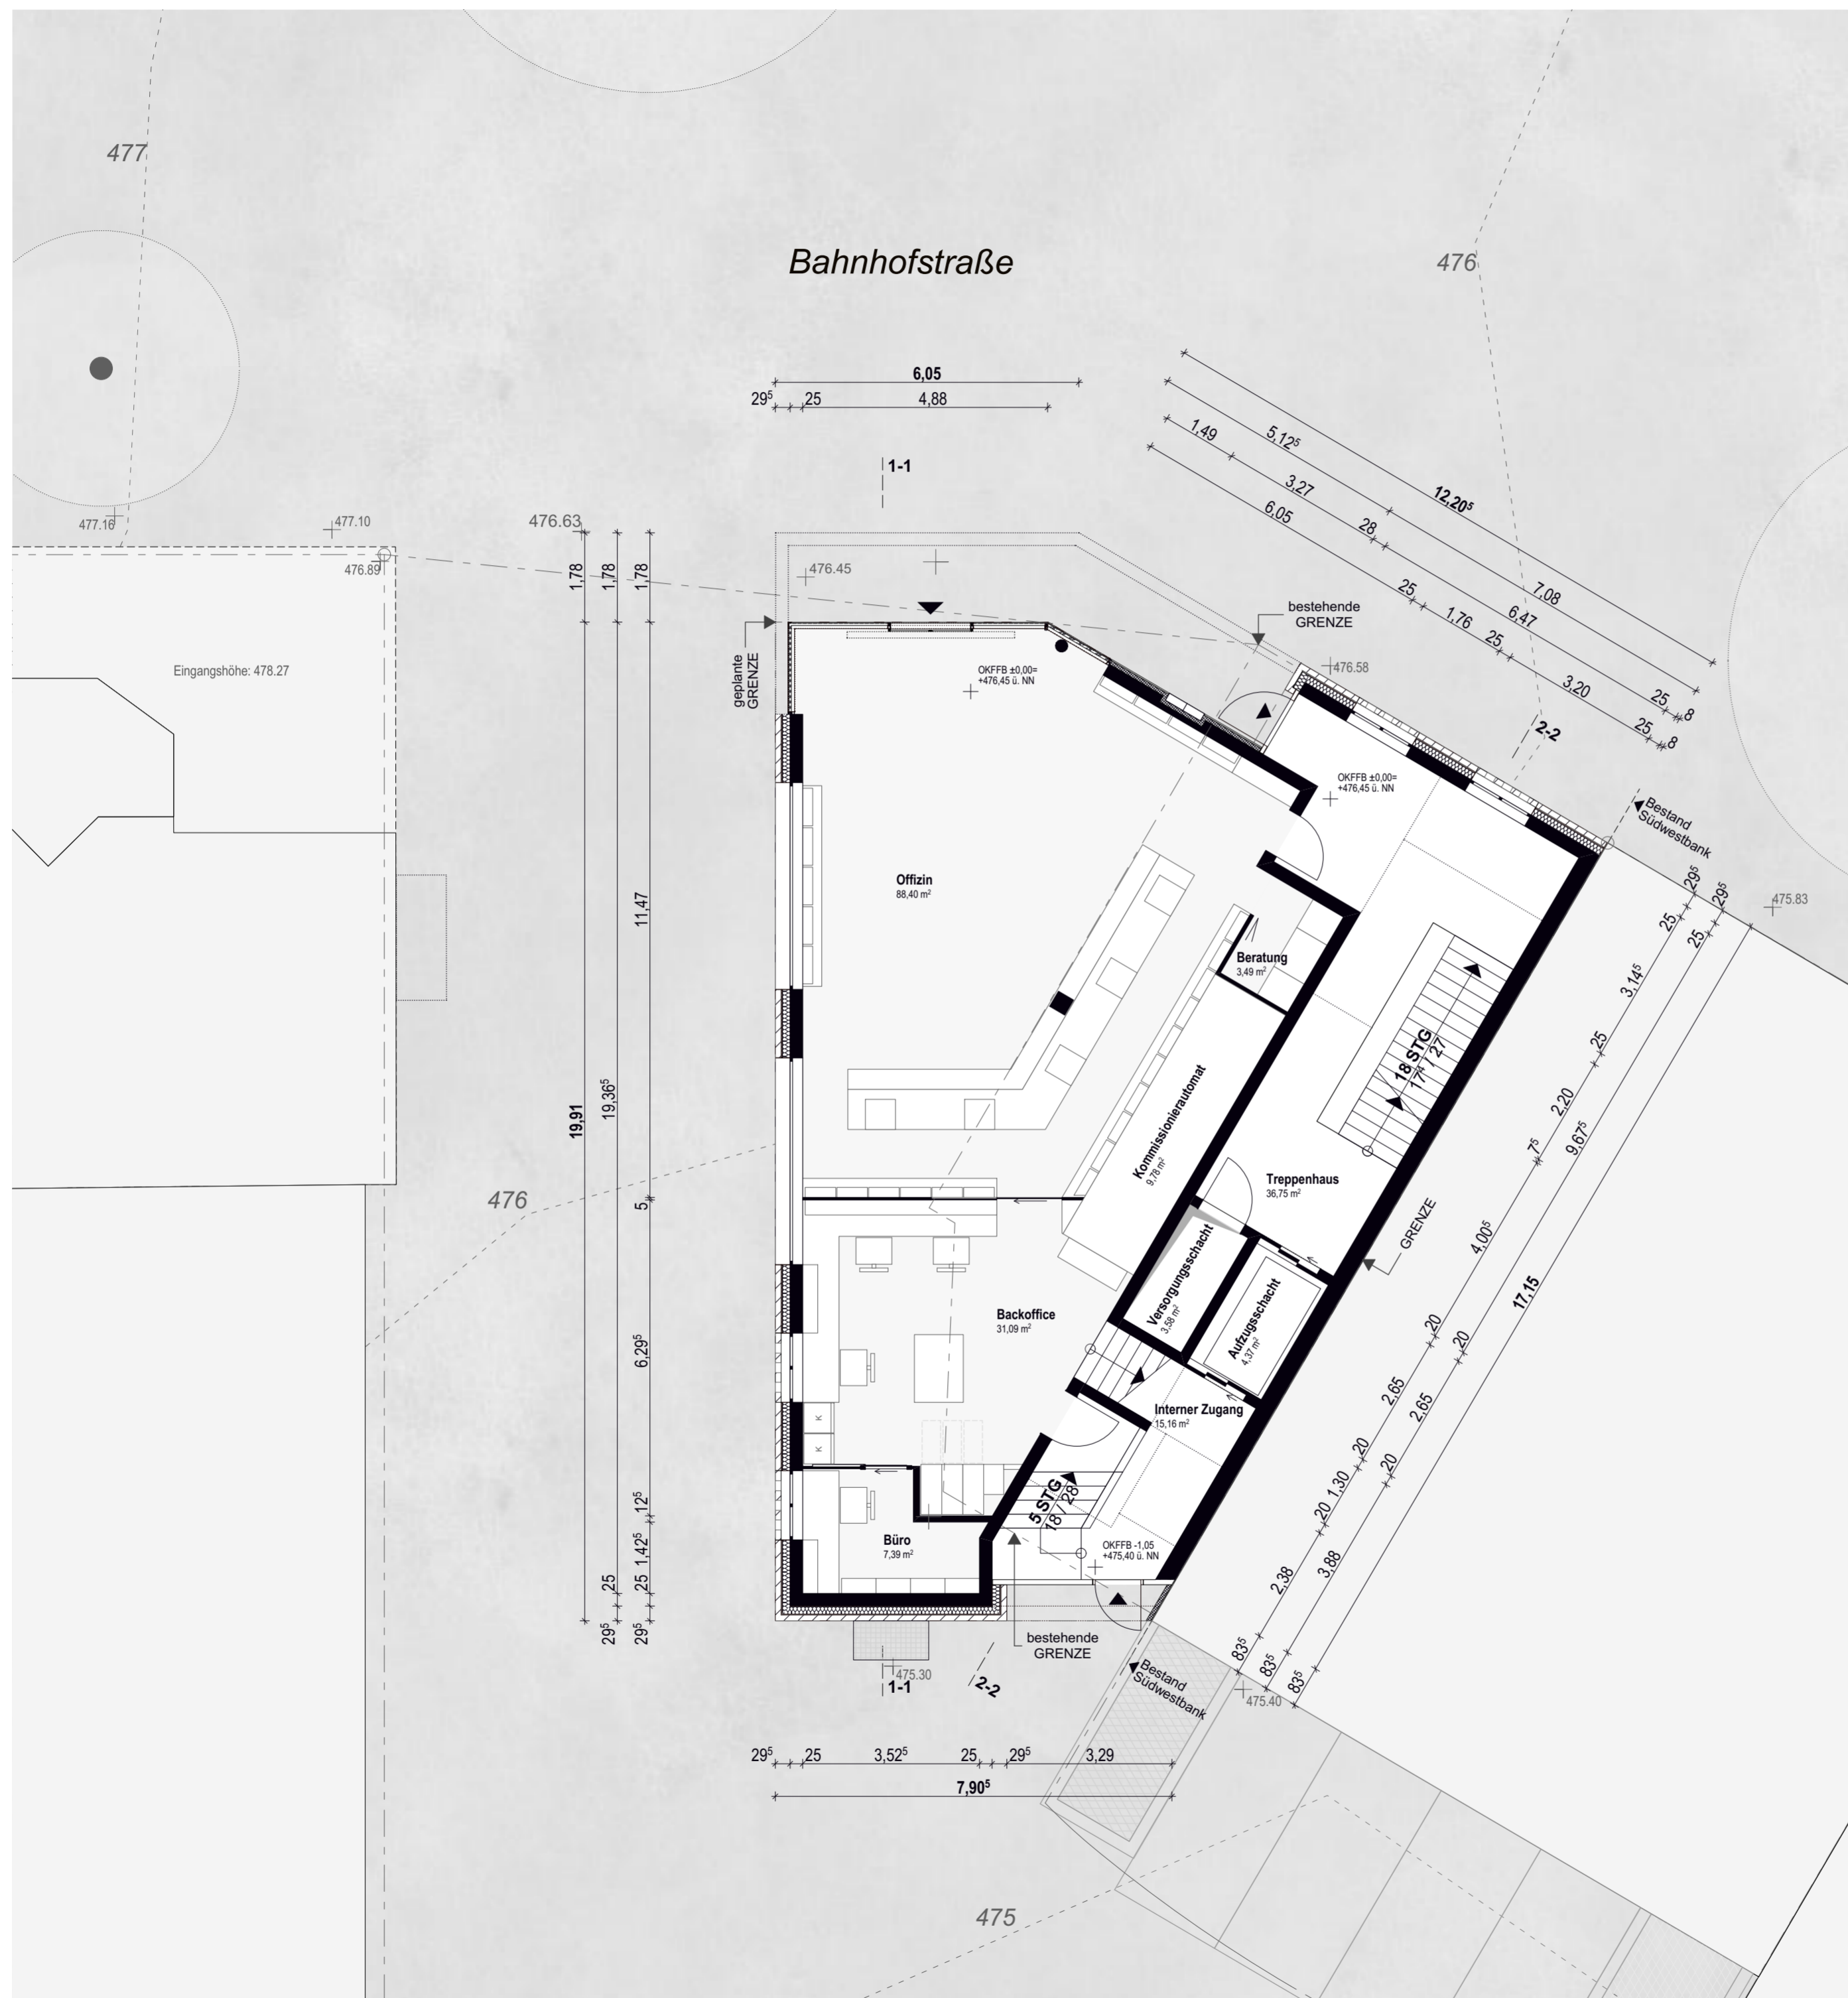 477
Bahnhofstraße
476
6,05
29⁵
25
4,88
1-1
12,20⁵
5,12⁵
7,08
1,49
3,27
28
6,47
25
8
6,05
25
1,76
25
3,20
25
8
477.16
477.10
476.63
476.89
476.45
1,78
1,78
1,78
bestehende
GRENZE
476.58
geplante
GRENZE
Eingangshöhe: 478.27
OKFFB ±0,00=
+476,45 ü. NN
2-2
OKFFB ±0,00=
+476,45 ü. NN
Bestand
Südwestbank
475.83
Offizin
88,40 m²
11,47
Beratung
3,49 m²
29⁵
29⁵
25
25
3,14⁵
25
18 STG
17⁴ / 27
2,20
9,67⁵
7⁵
19,91
19,36⁵
Kommissionierautomat
9,78 m²
Treppenhaus
36,75 m²
476
5
GRENZE
4,00⁵
17,15
Versorgungsschacht
3,58 m²
Aufzugsschacht
4,37 m²
Backoffice
31,09 m²
6,29⁵
20
20
2,65
2,65
Interner Zugang
15,16 m²
K
K
20
20
1,30
20
5 STG
18 / 28
12⁵
1,42⁵
Büro
7,39 m²
OKFFB -1,05
+475,40 ü. NN
25
25
29⁵
29⁵
2,38
3,88
83⁵
83⁵
83⁵
bestehende
GRENZE
475.30
1-1
2-2
Bestand
Südwestbank
475.40
29⁵
25
3,52⁵
25
29⁵
3,29
7,90⁵
475